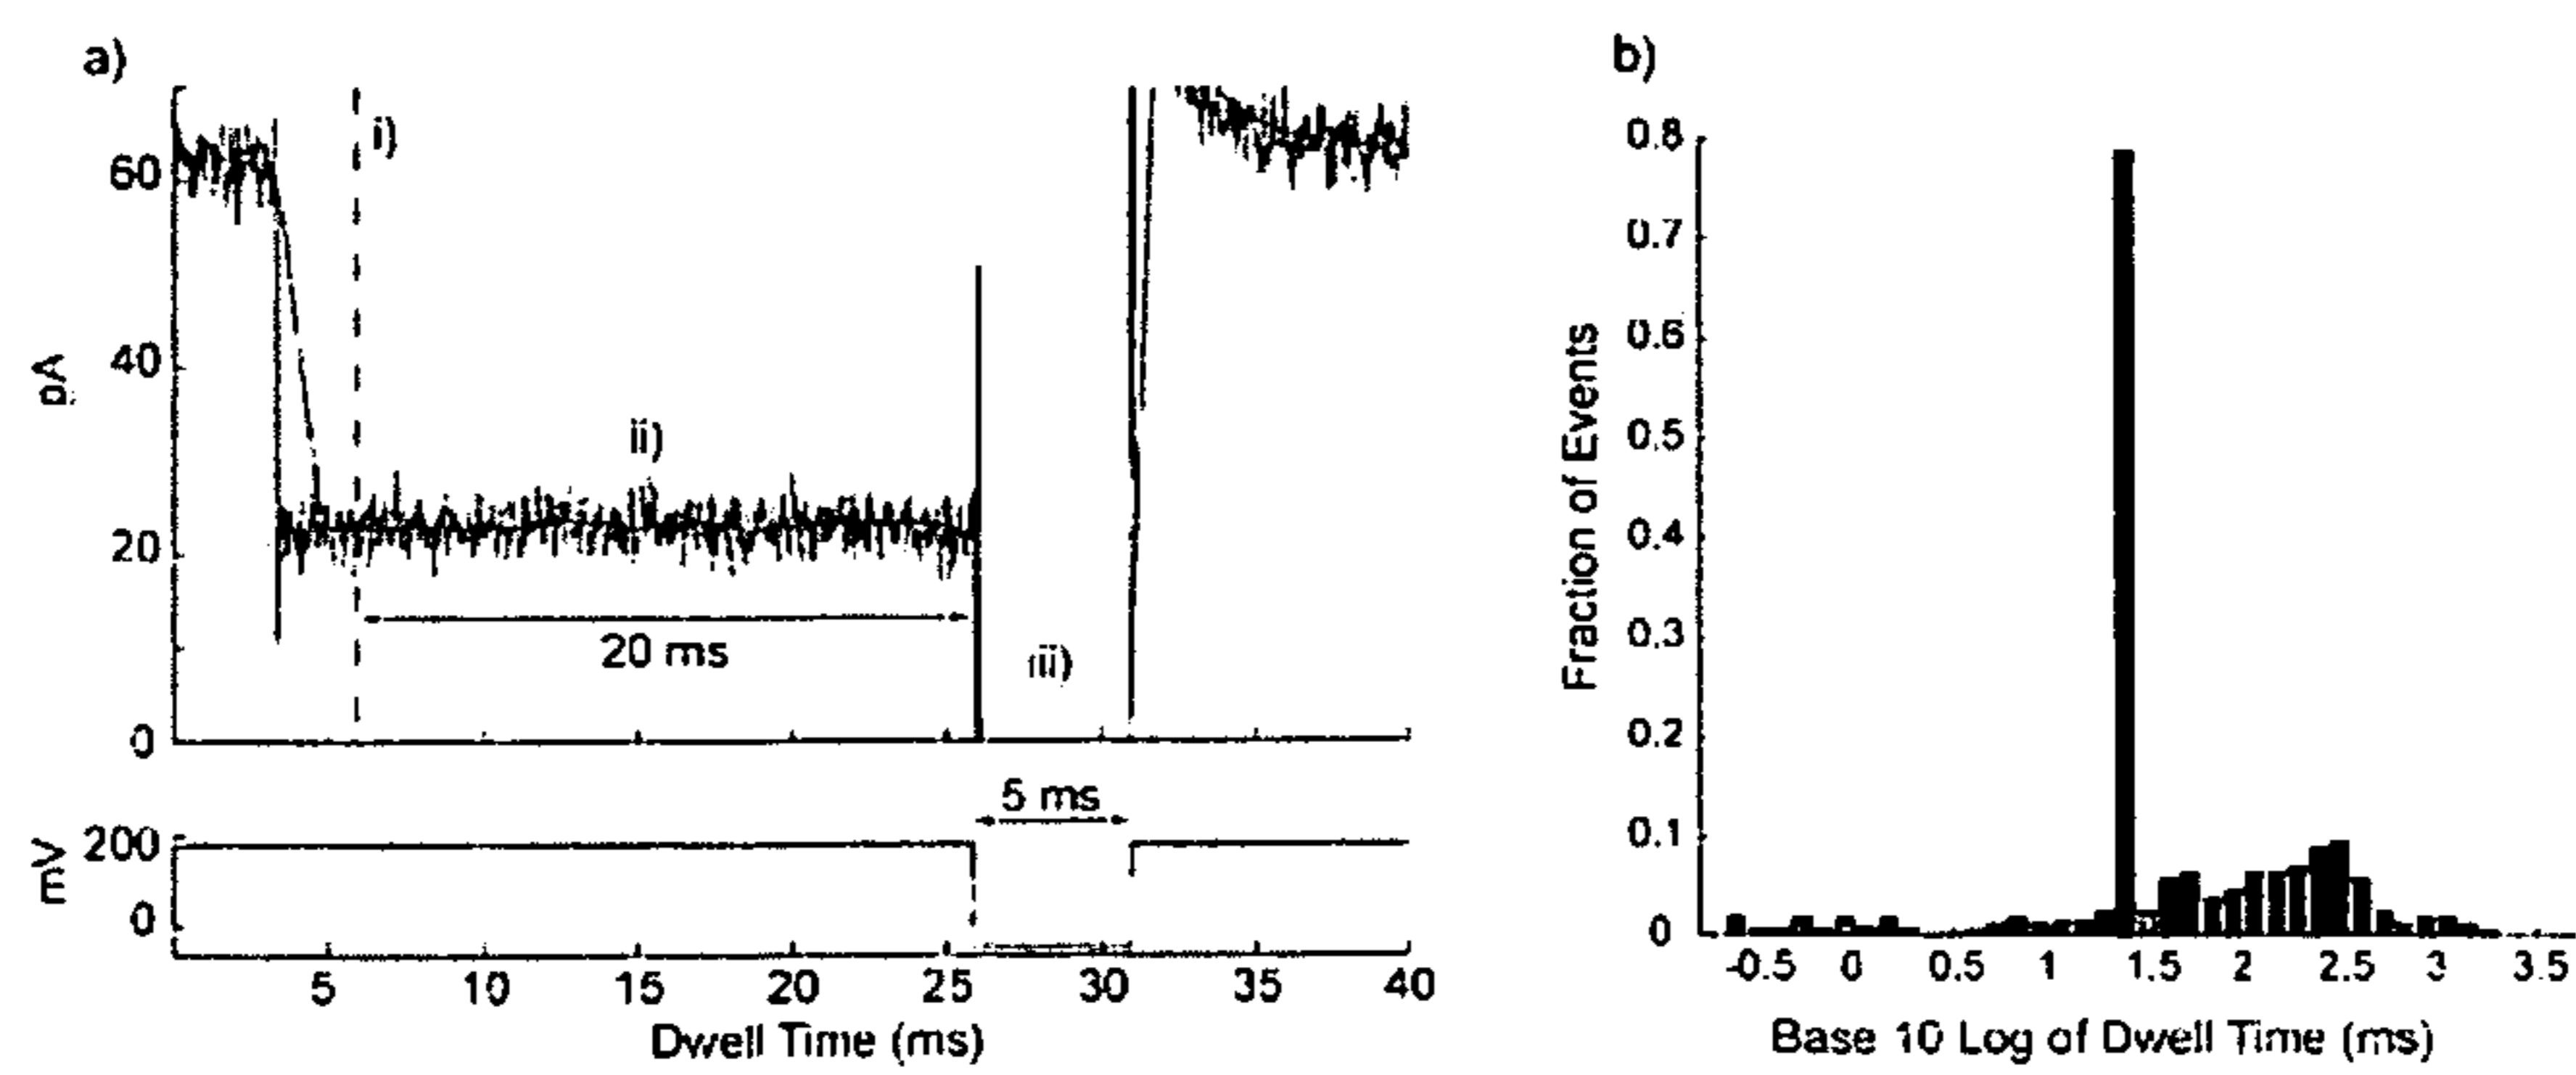 a)
i)
60
40
pA
ii)
20
20 ms
iii)
0
5 ms
200
mV
0
5 10 15 20 25 30 35 40
Dwell Time (ms)
b)
0.8
0.7
0.6
0.5
0.4
0.3
0.2
0.1
0
Fraction of Events
-0.5 0 0.5 1 1.5 2 2.5 3 3.5
Base 10 Log of Dwell Time (ms)